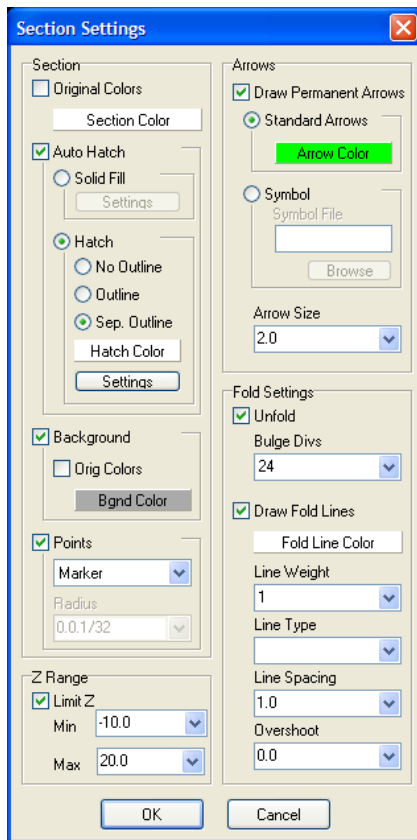 Section Settings
Section
Original Colors
Section Color
Auto Hatch
Solid Fill
Settings
Hatch
No Outline
Outline
Sep. Outline
Hatch Color
Settings
Background
Orig Colors
Bgnd Color
Points
Marker
Radius
0.0.1/32
Z Range
Limit Z
Min -10.0
Max 20.0
Arrows
Draw Permanent Arrows
Standard Arrows
Arrow Color
Symbol
Symbol File
Browse
Arrow Size
2.0
Fold Settings
Unfold
Bulge Divs
24
Draw Fold Lines
Fold Line Color
Line Weight
1
Line Type
Line Spacing
1.0
Overshoot
0.0
OK
Cancel